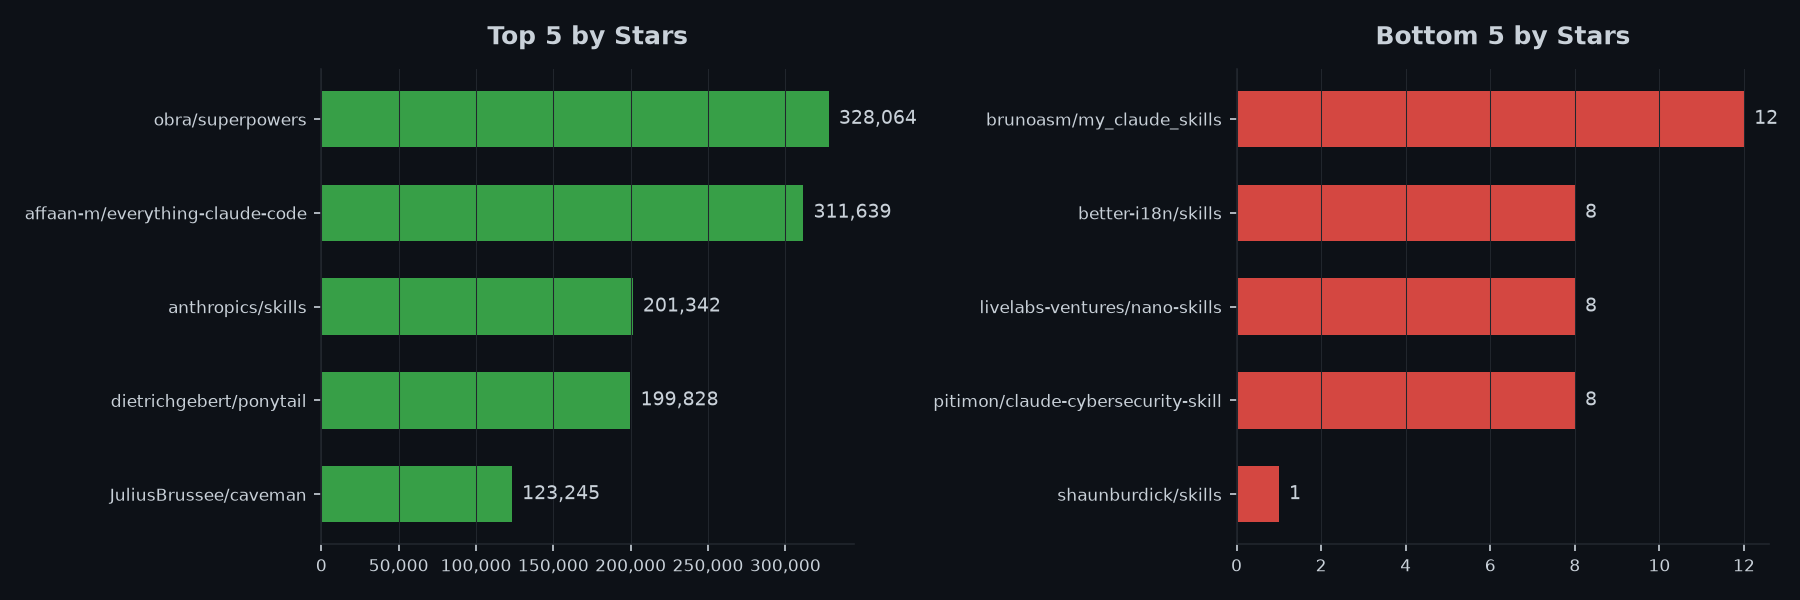 Top 5 by Stars
obra/superpowers 328,064
affaan-m/everything-claude-code 311,639
anthropics/skills 201,342
dietrichgebert/ponytail 199,828
JuliusBrussee/caveman 123,245
0 50,000 100,000 150,000 200,000 250,000 300,000
Bottom 5 by Stars
brunoasm/my_claude_skills 12
better-i18n/skills 8
livelabs-ventures/nano-skills 8
pitimon/claude-cybersecurity-skill 8
shaunburdick/skills 1
0 2 4 6 8 10 12